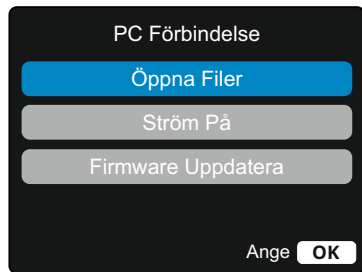 PC Förbindelse
Öppna Filer
Ström På
Firmware Uppdatera
Ange OK